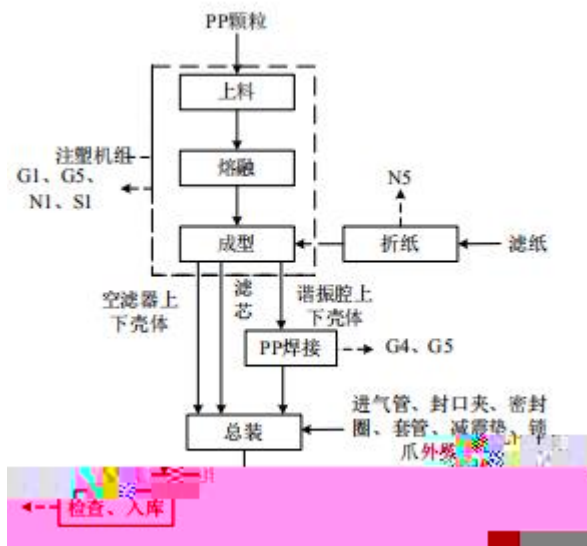 PP颗粒
上料
注塑机组
G1、G5、
N1、S1
熔融
N5
成型
折纸
滤纸
空滤器上
下壳体
滤
芯
谐振腔上
下壳体
PP焊接
G4、G5
总装
进气管、封口夹、密封
圈、套管、减震垫、锁
爪外
检查、入库